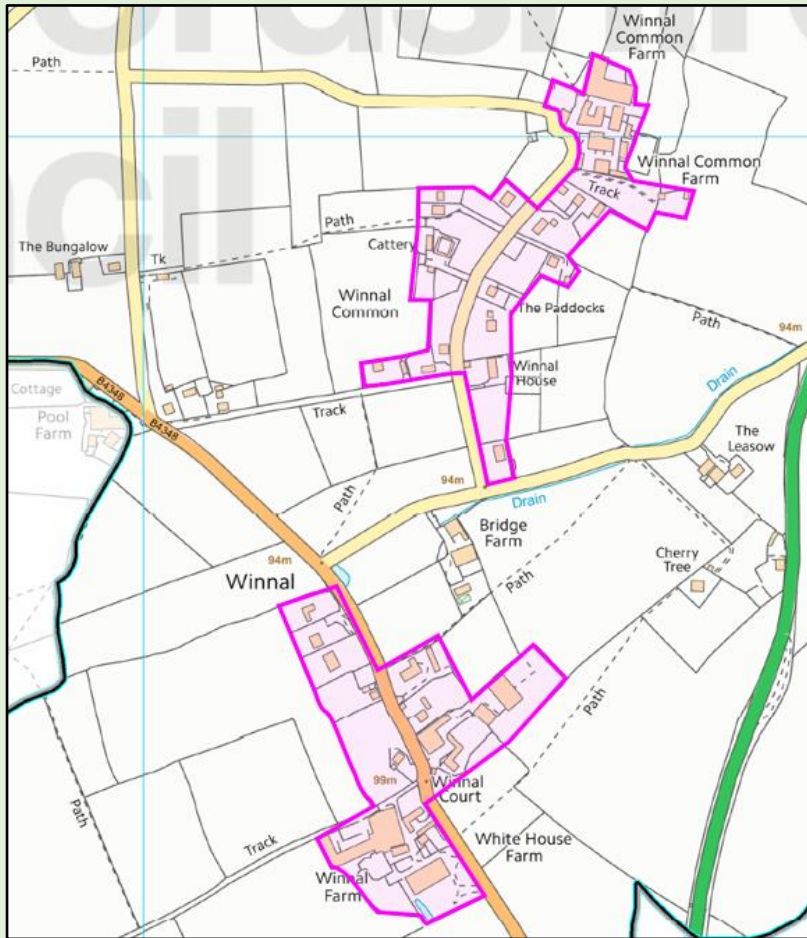 Winnal
Common
Farm
Path
Winnal Common
Farm
Track
Path
The Bungalow
Tk
Cattery
Winnal
Common
The Paddocks
Path
94m
Winnal
House
Drain
B4348
Cottage
Pool
Farm
B4348
Track
The
Leasow
94m
Path
Drain
Bridge
Farm
94m
Cherry
Tree
Path
Winnal
Path
99m
Winnal
Court
Path
White House
Farm
Track
Winnal
Farm
cil